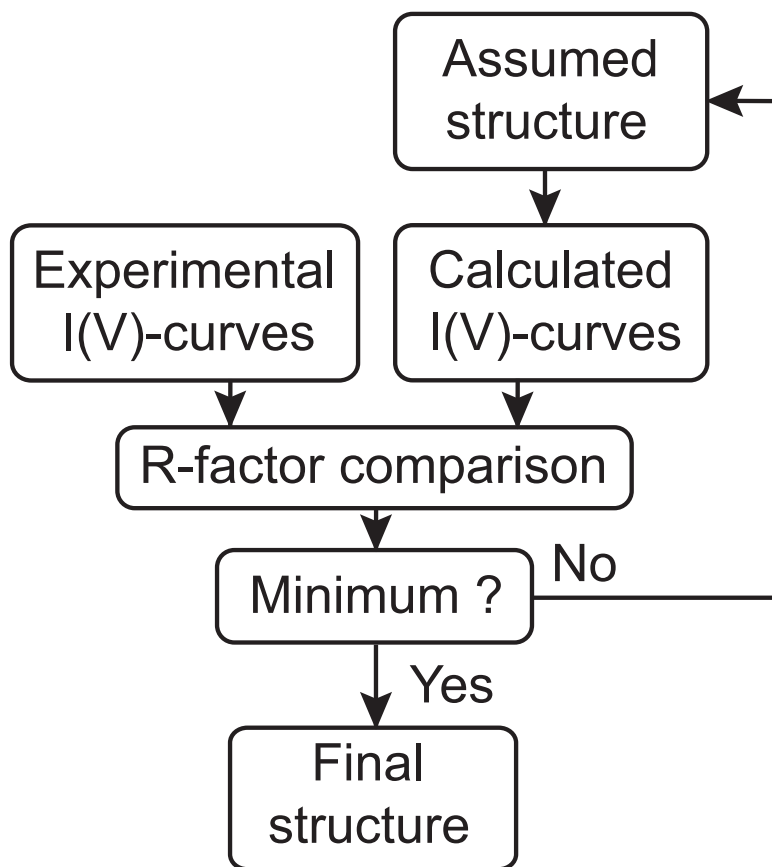 Assumed
structure
Experimental
I(V)-curves
Calculated
I(V)-curves
R-factor comparison
Minimum ?
No
Yes
Final
structure